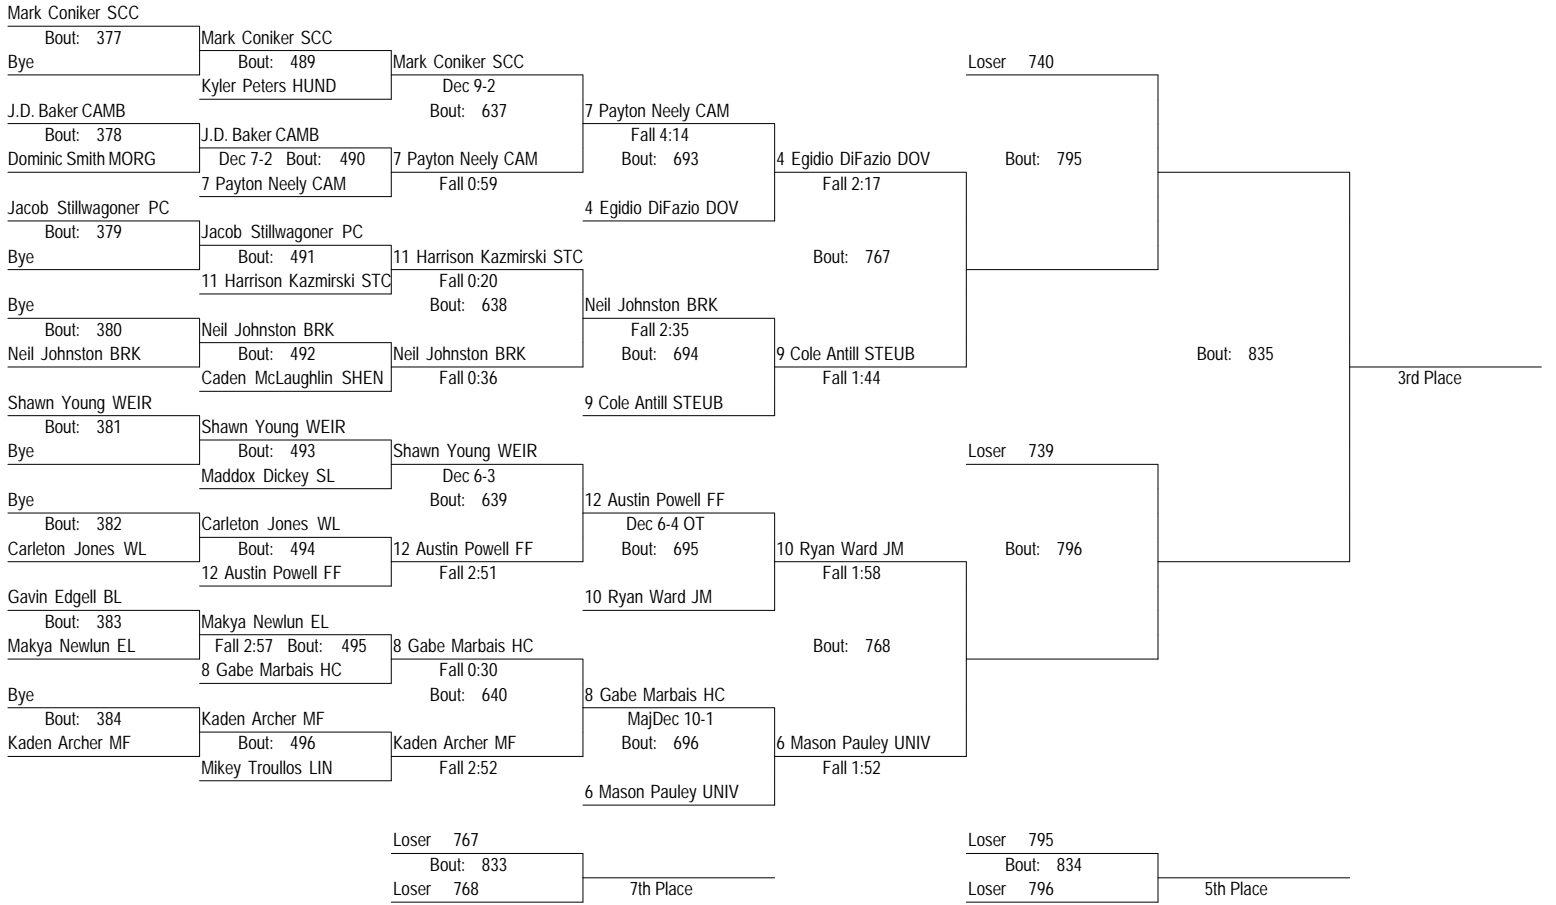 Mark Coniker SCC
Bout: 377
Mark Coniker SCC
Bye
Bout: 489
Mark Coniker SCC
Loser 740
Kyler Peters HUND
Dec 9-2
J.D. Baker CAMB
Bout: 637
7 Payton Neely CAM
Bout: 378
J.D. Baker CAMB
Fall 4:14
Dominic Smith MORG
Dec 7-2 Bout: 490
7 Payton Neely CAM
Bout: 693
4 Egidio DiFazio DOV
Bout: 795
7 Payton Neely CAM
Fall 0:59
Fall 2:17
Jacob Stillwagoner PC
4 Egidio DiFazio DOV
Bout: 379
Jacob Stillwagoner PC
Bye
Bout: 491
11 Harrison Kazmirski STC
Bout: 767
11 Harrison Kazmirski STC
Fall 0:20
Bye
Bout: 638
Neil Johnston BRK
Bout: 380
Neil Johnston BRK
Fall 2:35
Neil Johnston BRK
Bout: 492
Neil Johnston BRK
Bout: 694
9 Cole Antill STEUB
Bout: 835
Caden McLaughlin SHEN
Fall 0:36
Fall 1:44
3rd Place
Shawn Young WEIR
9 Cole Antill STEUB
Bout: 381
Shawn Young WEIR
Bye
Bout: 493
Shawn Young WEIR
Loser 739
Maddox Dickey SL
Dec 6-3
Bye
Bout: 639
12 Austin Powell FF
Bout: 382
Carleton Jones WL
Dec 6-4 OT
Carleton Jones WL
Bout: 494
12 Austin Powell FF
Bout: 695
10 Ryan Ward JM
Bout: 796
12 Austin Powell FF
Fall 2:51
Fall 1:58
Gavin Edgell BL
10 Ryan Ward JM
Bout: 383
Makya Newlun EL
Makya Newlun EL
Fall 2:57 Bout: 495
8 Gabe Marbais HC
Bout: 768
8 Gabe Marbais HC
Fall 0:30
Bye
Bout: 640
8 Gabe Marbais HC
Bout: 384
Kaden Archer MF
MajDec 10-1
Kaden Archer MF
Bout: 496
Kaden Archer MF
Bout: 696
6 Mason Pauley UNIV
Mikey Troullos LIN
Fall 2:52
Fall 1:52
6 Mason Pauley UNIV
Loser 767
Loser 795
Bout: 833
Bout: 834
Loser 768
7th Place
Loser 796
5th Place